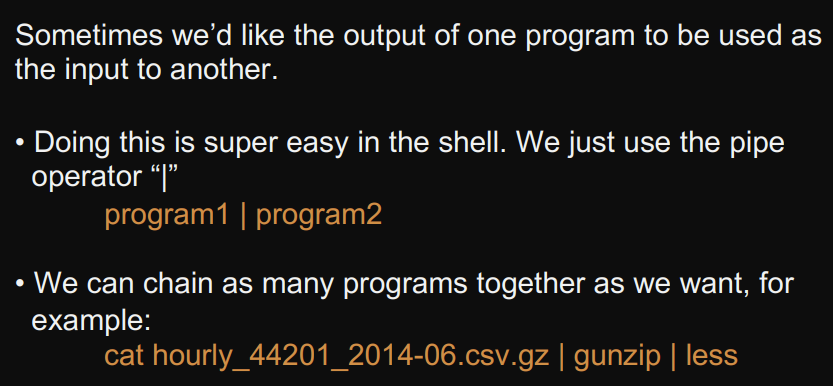 Sometimes we’d like the output of one program to be used as
the input to another.
• Doing this is super easy in the shell. We just use the pipe
operator “|”
program1 | program2
• We can chain as many programs together as we want, for
example:
cat hourly_44201_2014-06.csv.gz | gunzip | less